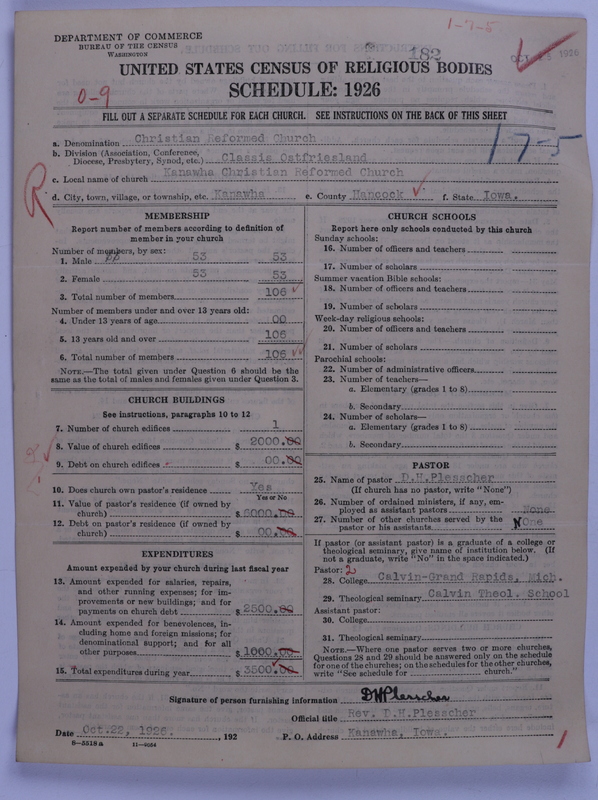 1-7-5
DEPARTMENT OF COMMERCE
BUREAU OF THE CENSUS
WASHINGTON
182
OCT 25 1926
UNITED STATES CENSUS OF RELIGIOUS BODIES
SCHEDULE: 1926
0-9
FILL OUT A SEPARATE SCHEDULE FOR EACH CHURCH. SEE INSTRUCTIONS ON THE BACK OF THIS SHEET
17-5
a. Denomination Christian Reformed Church
b. Division (Association, Conference,
Diocese, Presbytery, Synod, etc.) Classis Ostfriesland
c. Local name of church Kanawha Christian Reformed Church
R
d. City, town, village, or township, etc. Kanawha e. County Hancock f. State Iowa.
MEMBERSHIP
Report number of members according to definition of
member in your church
Number of members, by sex:
1. Male 53 53
2. Female 53 53
3. Total number of members 106
Number of members under and over 13 years old:
4. Under 13 years of age 00
5. 13 years old and over 106
6. Total number of members 106
NOTE.—The total given under Question 6 should be the
same as the total of males and females given under Question 3.
CHURCH BUILDINGS
See instructions, paragraphs 10 to 12
7. Number of church edifices 1
8. Value of church edifices $ 2000.00
9. Debt on church edifices $ 00.00
10. Does church own pastor's residence Yes
Yes or No
11. Value of pastor's residence (if owned by
church) $ 5000.00
12. Debt on pastor's residence (if owned by
church) $ 00.00
EXPENDITURES
Amount expended by your church during last fiscal year
13. Amount expended for salaries, repairs,
and other running expenses; for im-
provements or new buildings; and for
payments on church debt $ 2500.00
14. Amount expended for benevolences, in-
cluding home and foreign missions; for
denominational support; and for all
other purposes $ 1000.00
15. Total expenditures during year $ 3500.00
CHURCH SCHOOLS
Report here only schools conducted by this church
Sunday schools:
16. Number of officers and teachers
17. Number of scholars
Summer vacation Bible schools:
18. Number of officers and teachers
19. Number of scholars
Week-day religious schools:
20. Number of officers and teachers
21. Number of scholars
Parochial schools:
22. Number of administrative officers
23. Number of teachers—
a. Elementary (grades 1 to 8)
b. Secondary
24. Number of scholars—
a. Elementary (grades 1 to 8)
b. Secondary
PASTOR
25. Name of pastor D.H.Plesscher
(If church has no pastor, write "None")
26. Number of ordained ministers, if any, em-
ployed as assistant pastors None
27. Number of other churches served by the
pastor or his assistants None
If pastor (or assistant pastor) is a graduate of a college or
theological seminary, give name of institution below. (If
not a graduate, write "No" in the space indicated.)
Pastor: 2
28. College Calvin-Grand Rapids, Mich.
29. Theological seminary Calvin Theol. School
Assistant pastor:
30. College
31. Theological seminary
NOTE.—Where one pastor serves two or more churches,
Questions 28 and 29 should be answered only on the schedule
for one of the churches; on the schedules for the other churches,
write "See schedule for church."
Signature of person furnishing information DHPlesscher
Official title Rev. D.H.Plesscher
Date Oct.22, 1926. , 192 P. O. Address Kanawha, Iowa.
8-5518 a 11-9054
1